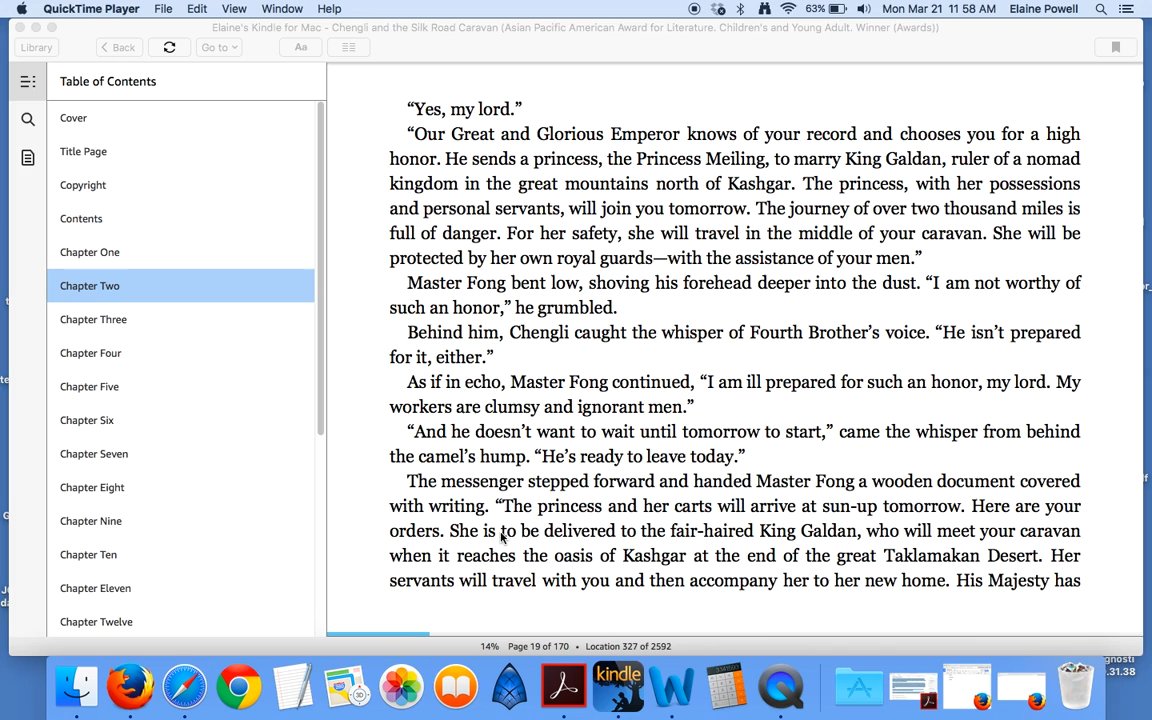 QuickTime Player File Edit View Window Help 63% Mon Mar 21 11 58 AM Elaine Powell
Elaine's Kindle for Mac - Chengli and the Silk Road Caravan (Asian Pacific American Award for Literature. Children's and Young Adult. Winner (Awards))
Library Back Go to Aa
Table of Contents
Cover
Title Page
Copyright
Contents
Chapter One
Chapter Two
Chapter Three
Chapter Four
Chapter Five
Chapter Six
Chapter Seven
Chapter Eight
Chapter Nine
Chapter Ten
Chapter Eleven
Chapter Twelve
“Yes, my lord.”
“Our Great and Glorious Emperor knows of your record and chooses you for a high
honor. He sends a princess, the Princess Meiling, to marry King Galdan, ruler of a nomad
kingdom in the great mountains north of Kashgar. The princess, with her possessions
and personal servants, will join you tomorrow. The journey of over two thousand miles is
full of danger. For her safety, she will travel in the middle of your caravan. She will be
protected by her own royal guards—with the assistance of your men.”
Master Fong bent low, shoving his forehead deeper into the dust. “I am not worthy of
such an honor,” he grumbled.
Behind him, Chengli caught the whisper of Fourth Brother’s voice. “He isn’t prepared
for it, either.”
As if in echo, Master Fong continued, “I am ill prepared for such an honor, my lord. My
workers are clumsy and ignorant men.”
“And he doesn’t want to wait until tomorrow to start,” came the whisper from behind
the camel’s hump. “He’s ready to leave today.”
The messenger stepped forward and handed Master Fong a wooden document covered
with writing. “The princess and her carts will arrive at sun-up tomorrow. Here are your
orders. She is to be delivered to the fair-haired King Galdan, who will meet your caravan
when it reaches the oasis of Kashgar at the end of the great Taklamakan Desert. Her
servants will travel with you and then accompany her to her new home. His Majesty has
14% Page 19 of 170 • Location 327 of 2592
kindle
.31.38